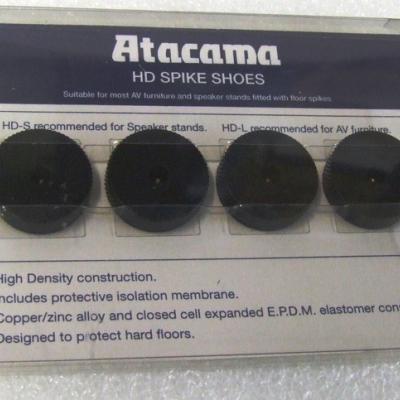 Atacama
HD SPIKE SHOES
Suitable for most AV furniture and speaker stands fitted with floor spikes
HD-S recommended for Speaker stands. HD-L recommended for AV furniture.
High Density construction.
Includes protective isolation membrane.
Copper/zinc alloy and closed cell expanded E.P.D.M. elastomer con
Designed to protect hard floors.